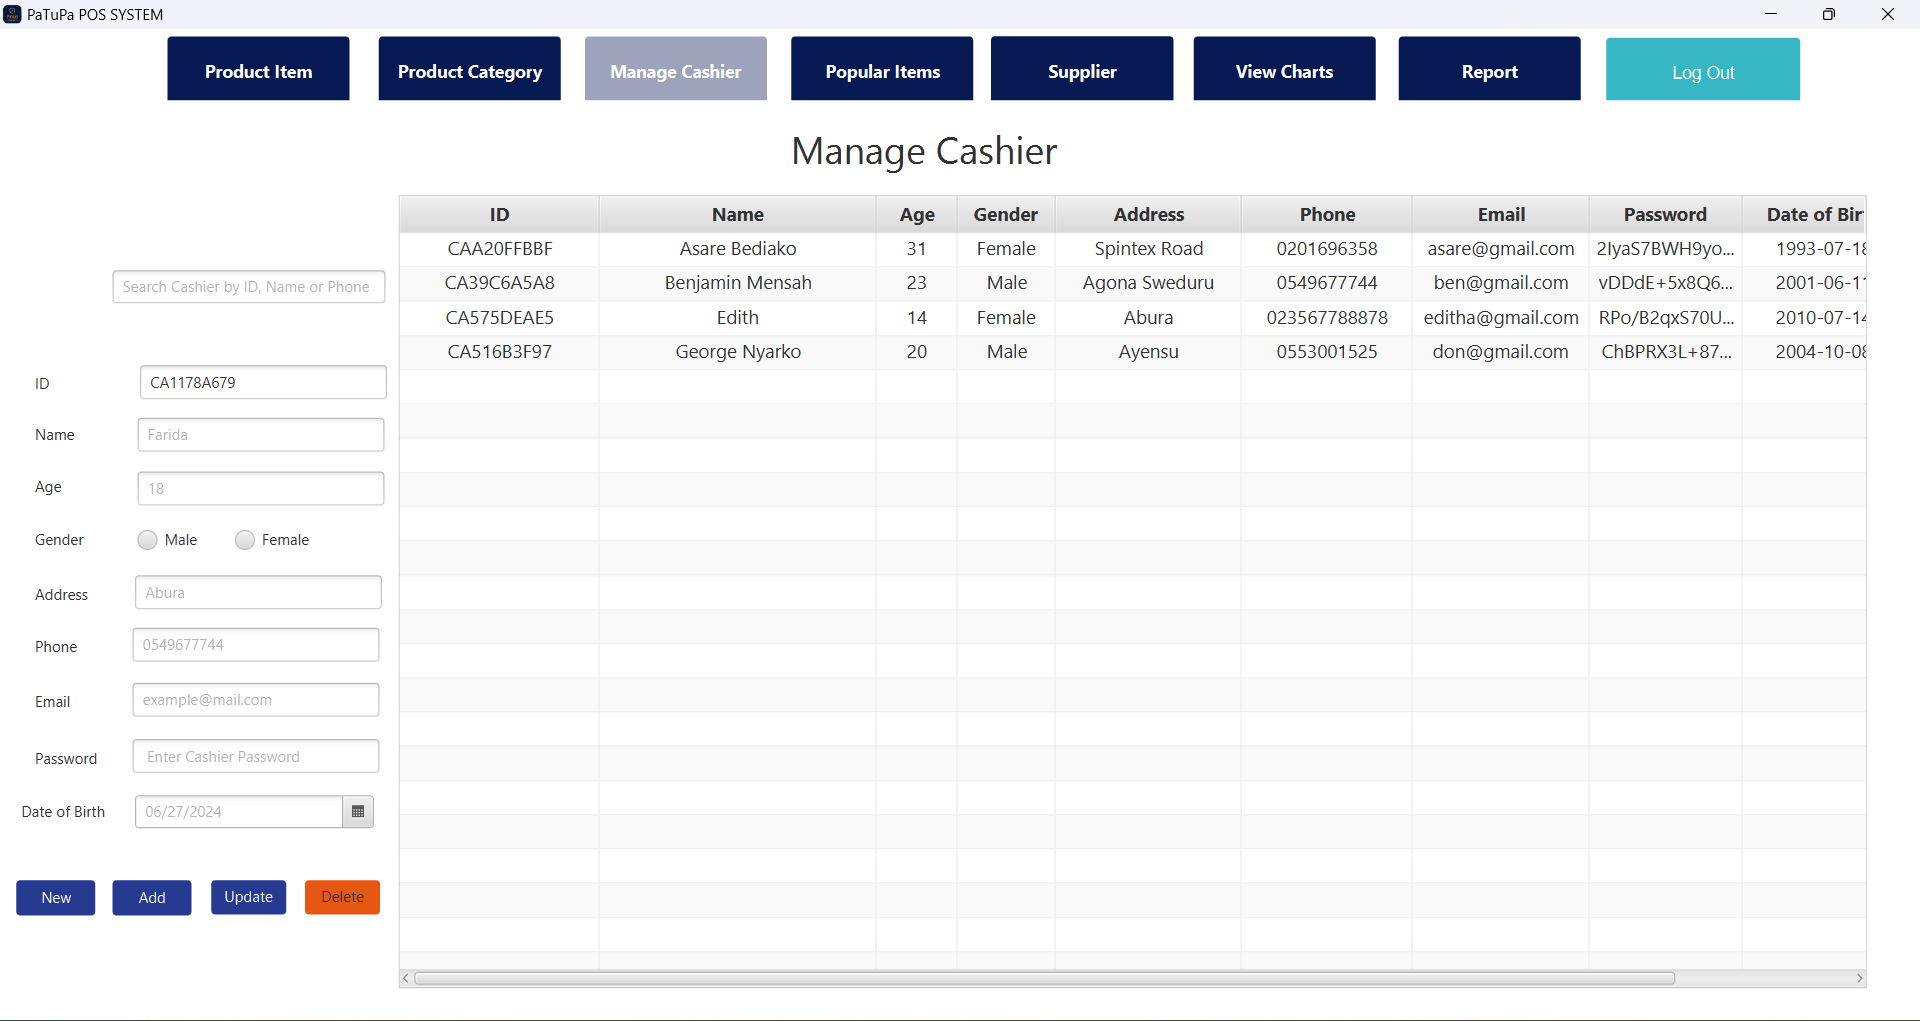 PaTuPa POS SYSTEM
Product Item Product Category Manage Cashier Popular Items Supplier View Charts Report Log Out
Manage Cashier
Search Cashier by ID, Name or Phone
ID CA1178A679
Name Farida
Age 18
Gender Male Female
Address Abura
Phone 0549677744
Email example@mail.com
Password Enter Cashier Password
Date of Birth 06/27/2024
New Add Update Delete
ID Name Age Gender Address Phone Email Password Date of Bir
CAA20FFBBF Asare Bediako 31 Female Spintex Road 0201696358 asare@gmail.com 2IyaS7BWH9yo... 1993-07-18
CA39C6A5A8 Benjamin Mensah 23 Male Agona Sweduru 0549677744 ben@gmail.com vDDdE+5x8Q6... 2001-06-11
CA575DEAE5 Edith 14 Female Abura 023567788878 editha@gmail.com RPo/B2qxS70U... 2010-07-14
CA516B3F97 George Nyarko 20 Male Ayensu 0553001525 don@gmail.com ChBPRX3L+87... 2004-10-08